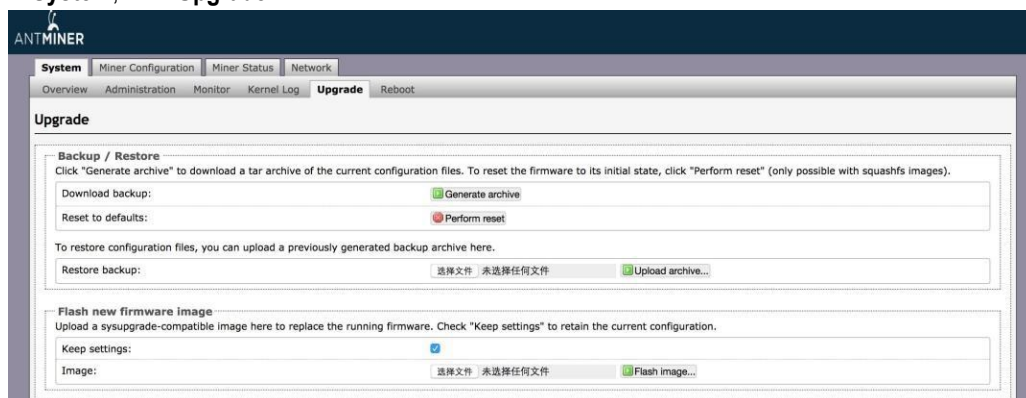 ANTMINER
System Miner Configuration Miner Status Network
Overview Administration Monitor Kernel Log Upgrade Reboot
Upgrade
Backup / Restore
Click "Generate archive" to download a tar archive of the current configuration files. To reset the firmware to its initial state, click "Perform reset" (only possible with squashfs images).
Download backup: Generate archive
Reset to defaults: Perform reset
To restore configuration files, you can upload a previously generated backup archive here.
Restore backup: 选择文件 未选择任何文件 Upload archive...
Flash new firmware image
Upload a sysupgrade-compatible image here to replace the running firmware. Check "Keep settings" to retain the current configuration.
Keep settings:
Image: 选择文件 未选择任何文件 Flash image...